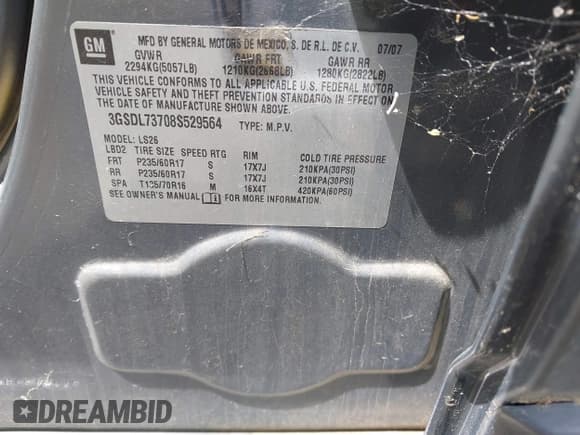 GM
MFD BY GENERAL MOTORS DE MEXICO, S. DE R.L. DE C.V. 07/07
GVWR GAWR FRT GAWR RR
2294KG(5057LB) 1210KG(2668LB) 1280KG(2822LB)
THIS VEHICLE CONFORMS TO ALL APPLICABLE U.S. FEDERAL MOTOR
VEHICLE SAFETY AND THEFT PREVENTION STANDARDS IN EFFECT ON
THE DATE OF MANUFACTURE SHOWN ABOVE.
3GSDL73708S529564 TYPE: M.P.V.
MODEL: LS26
LBD2 TIRE SIZE SPEED RTG RIM COLD TIRE PRESSURE
FRT P235/60R17 S 17X7J 210KPA(30PSI)
RR P235/60R17 S 17X7J 210KPA(30PSI)
SPA T135/70R16 M 16X4T 420KPA(60PSI)
SEE OWNER'S MANUAL FOR MORE INFORMATION.
DREAMBID